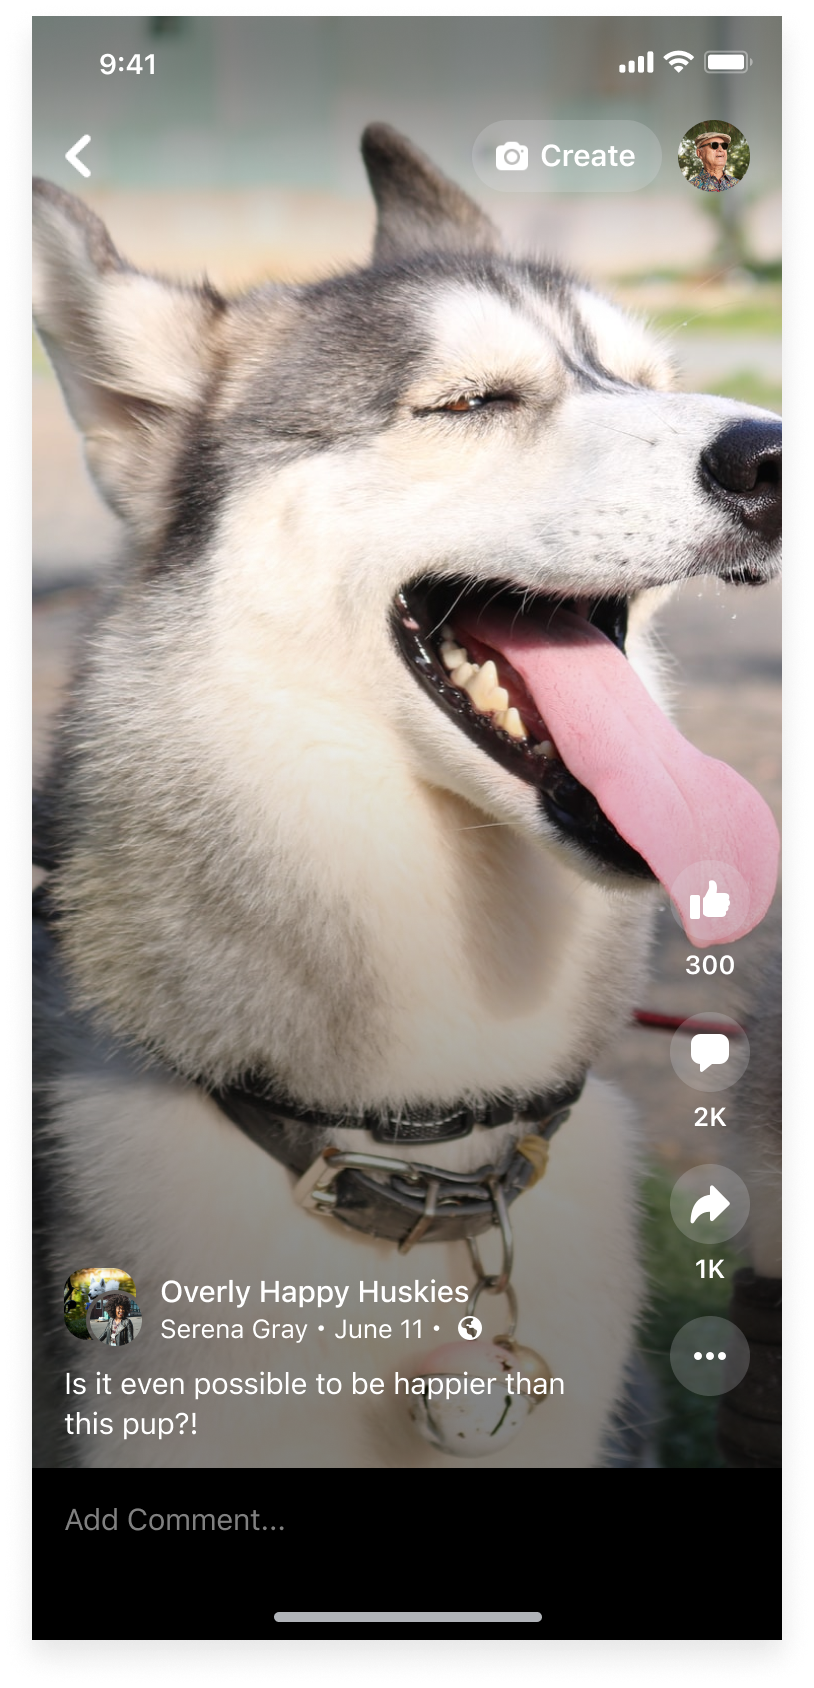 9:41
Create
300
2K
1K
Overly Happy Huskies
Serena Gray • June 11 •
Is it even possible to be happier than
this pup?!
Add Comment...